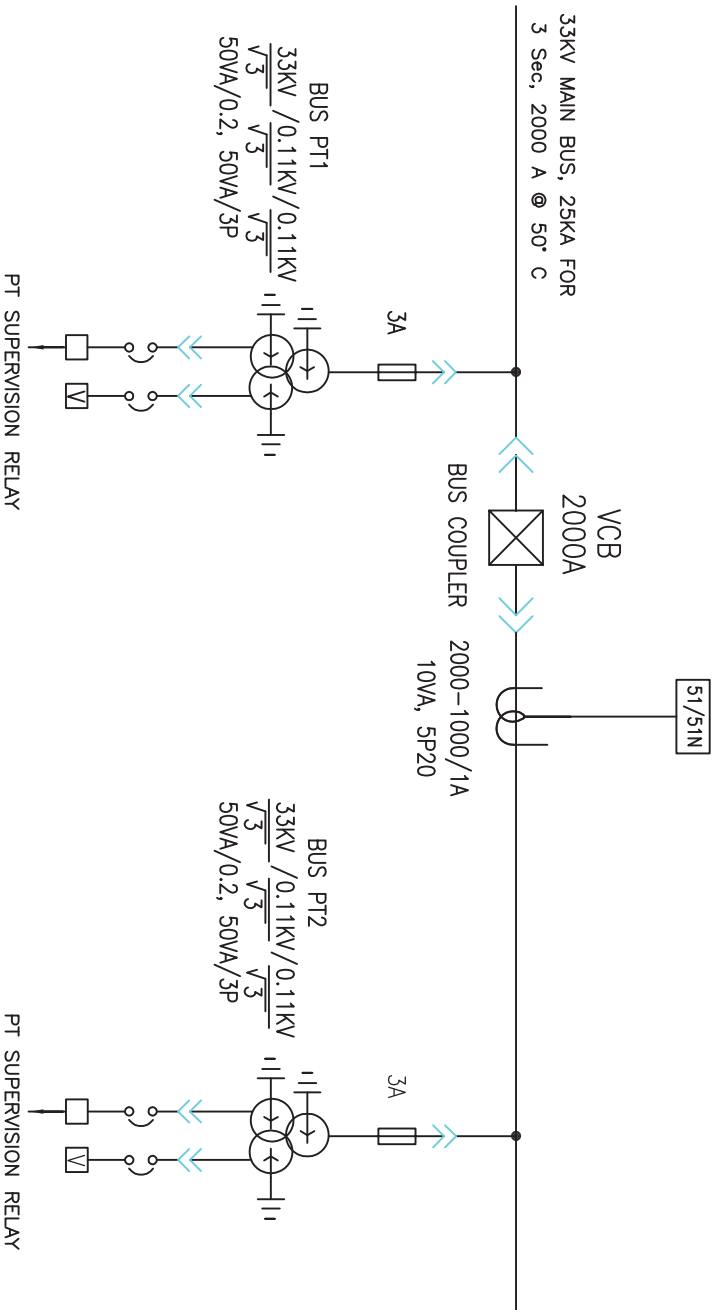 33KV MAIN BUS, 25KA FOR
3 Sec, 2000 A @ 50° C
VCB
2000A
BUS COUPLER
51/51N
2000-1000/1A
10VA, 5P20
3A
BUS PT1
33KV/√3 /0.11KV/√3 /0.11KV/√3
50VA/0.2, 50VA/3P
V
PT SUPERVISION RELAY
3A
BUS PT2
33KV/√3 /0.11KV/√3 /0.11KV/√3
50VA/0.2, 50VA/3P
V
PT SUPERVISION RELAY